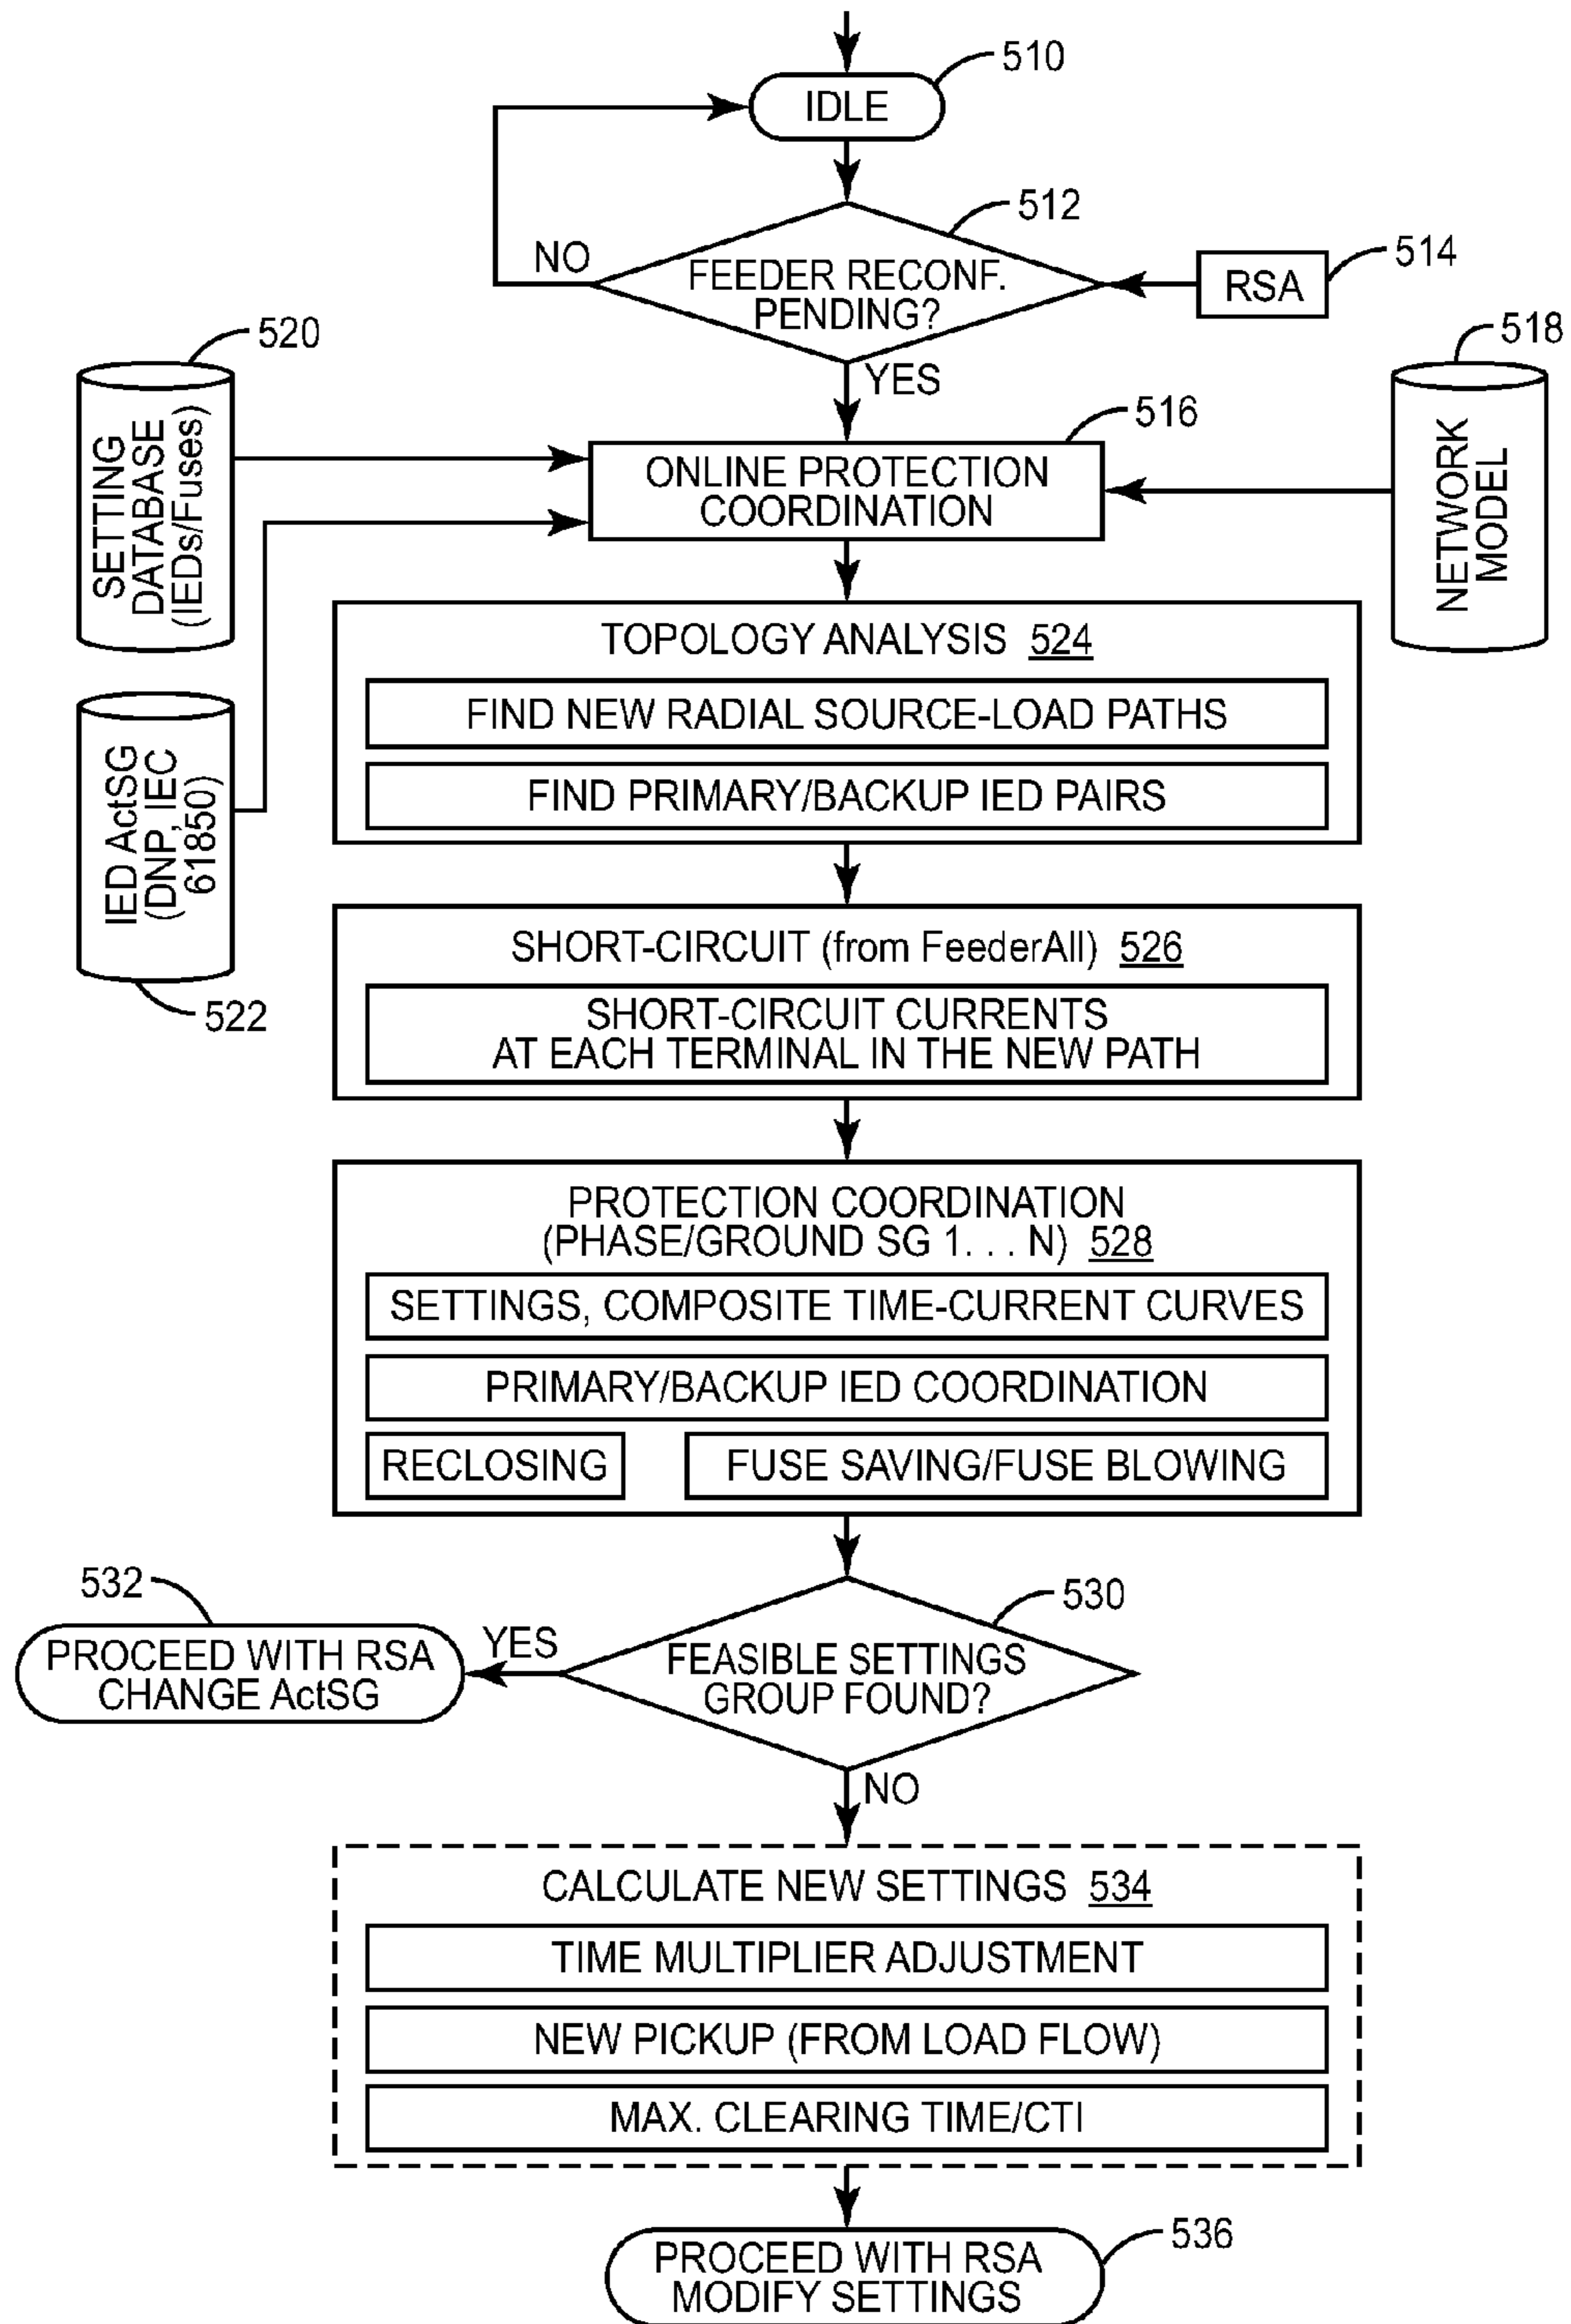 510
IDLE
512
NO
FEEDER RECONF.
PENDING?
RSA
514
YES
520
SETTING
DATABASE
(IEDs/Fuses)
518
NETWORK
MODEL
516
ONLINE PROTECTION
COORDINATION
IED ActSG
(DNP, IEC
61850)
522
TOPOLOGY ANALYSIS 524
FIND NEW RADIAL SOURCE-LOAD PATHS
FIND PRIMARY/BACKUP IED PAIRS
SHORT-CIRCUIT (from FeederAll) 526
SHORT-CIRCUIT CURRENTS
AT EACH TERMINAL IN THE NEW PATH
PROTECTION COORDINATION
(PHASE/GROUND SG 1. . . N) 528
SETTINGS, COMPOSITE TIME-CURRENT CURVES
PRIMARY/BACKUP IED COORDINATION
RECLOSING
FUSE SAVING/FUSE BLOWING
530
FEASIBLE SETTINGS
GROUP FOUND?
YES
532
PROCEED WITH RSA
CHANGE ActSG
NO
CALCULATE NEW SETTINGS 534
TIME MULTIPLIER ADJUSTMENT
NEW PICKUP (FROM LOAD FLOW)
MAX. CLEARING TIME/CTI
536
PROCEED WITH RSA
MODIFY SETTINGS